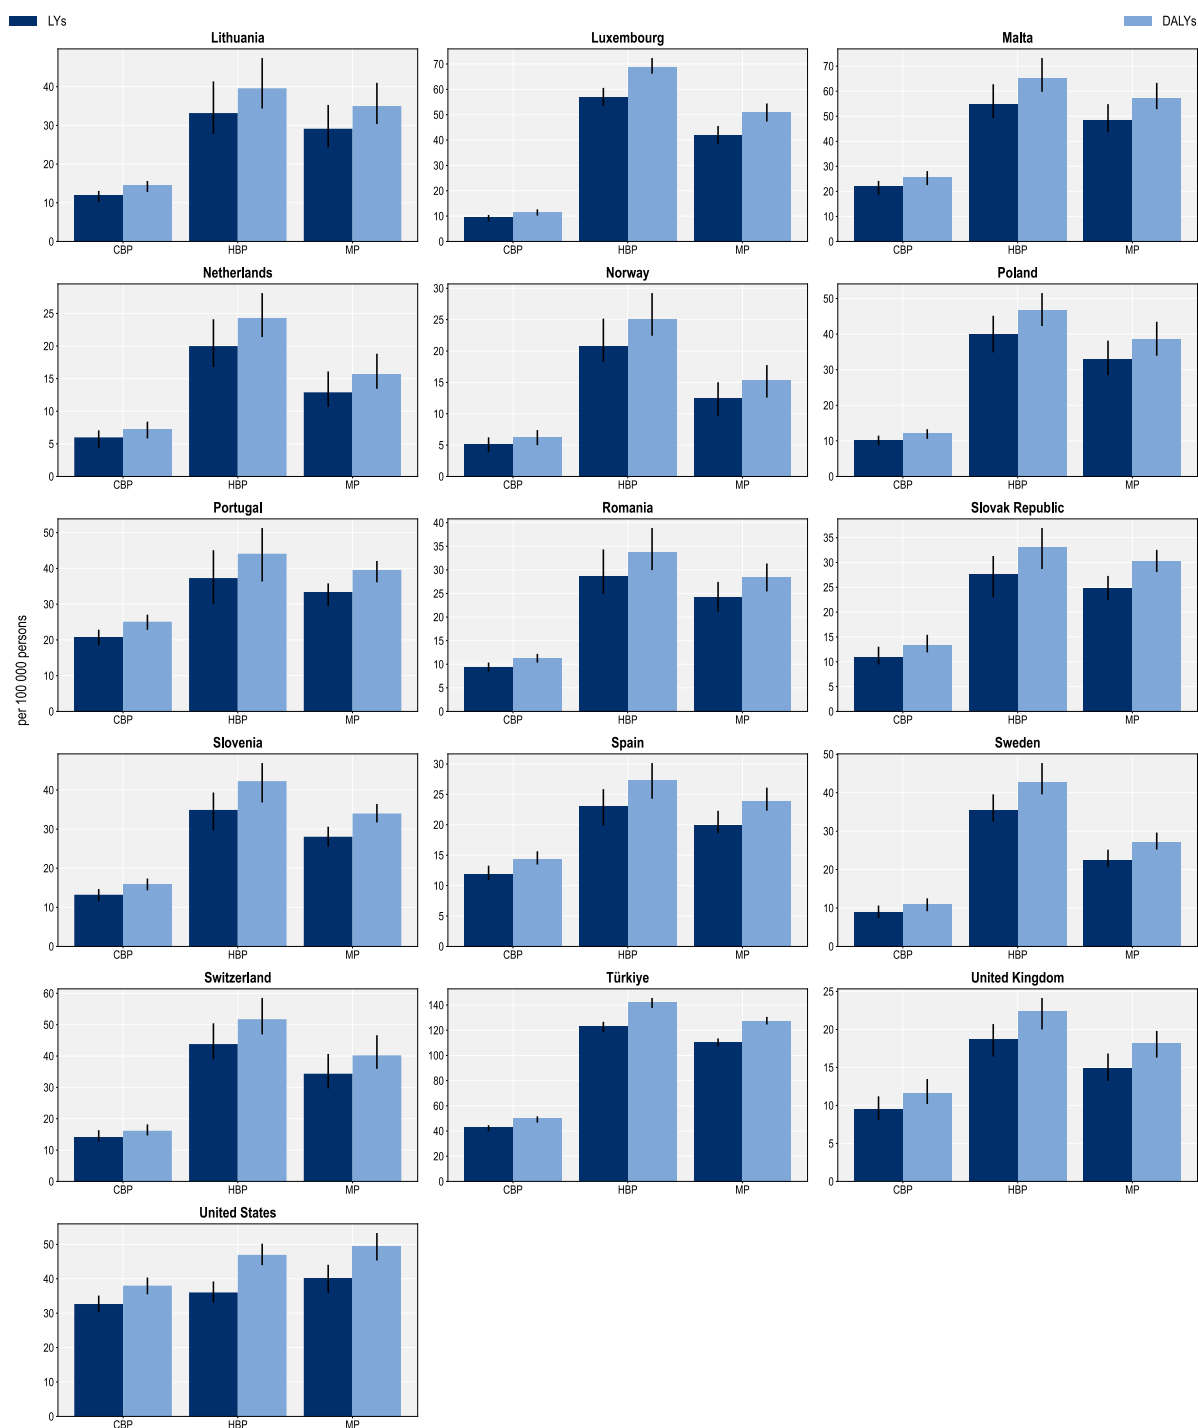 LYs
DALYs
Lithuania
Luxembourg
Malta
40
30
20
10
0
CBP
HBP
MP
70
60
50
40
30
20
10
0
CBP
HBP
MP
70
60
50
40
30
20
10
0
CBP
HBP
MP
Netherlands
Norway
Poland
25
20
15
10
5
0
CBP
HBP
MP
30
25
20
15
10
5
0
CBP
HBP
MP
50
40
30
20
10
0
CBP
HBP
MP
per 100 000 persons
Portugal
Romania
Slovak Republic
50
40
30
20
10
0
CBP
HBP
MP
40
35
30
25
20
15
10
5
0
CBP
HBP
MP
35
30
25
20
15
10
5
0
CBP
HBP
MP
Slovenia
Spain
Sweden
40
30
20
10
0
CBP
HBP
MP
30
25
20
15
10
5
0
CBP
HBP
MP
50
40
30
20
10
0
CBP
HBP
MP
Switzerland
Türkiye
United Kingdom
60
50
40
30
20
10
0
CBP
HBP
MP
140
120
100
80
60
40
20
0
CBP
HBP
MP
25
20
15
10
5
0
CBP
HBP
MP
United States
50
40
30
20
10
0
CBP
HBP
MP